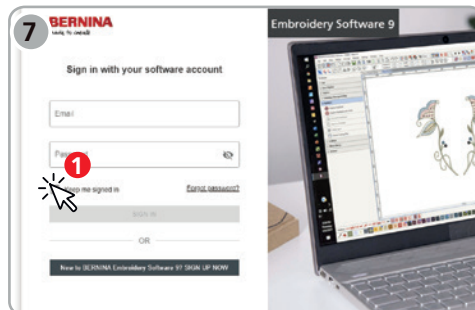 7
BERNINA
made to create
Embroidery Software 9
Sign in with your software account
Email
Password
1
Keep me signed in
Forgot password?
SIGN IN
OR
New to BERNINA Embroidery Software 9? SIGN UP NOW